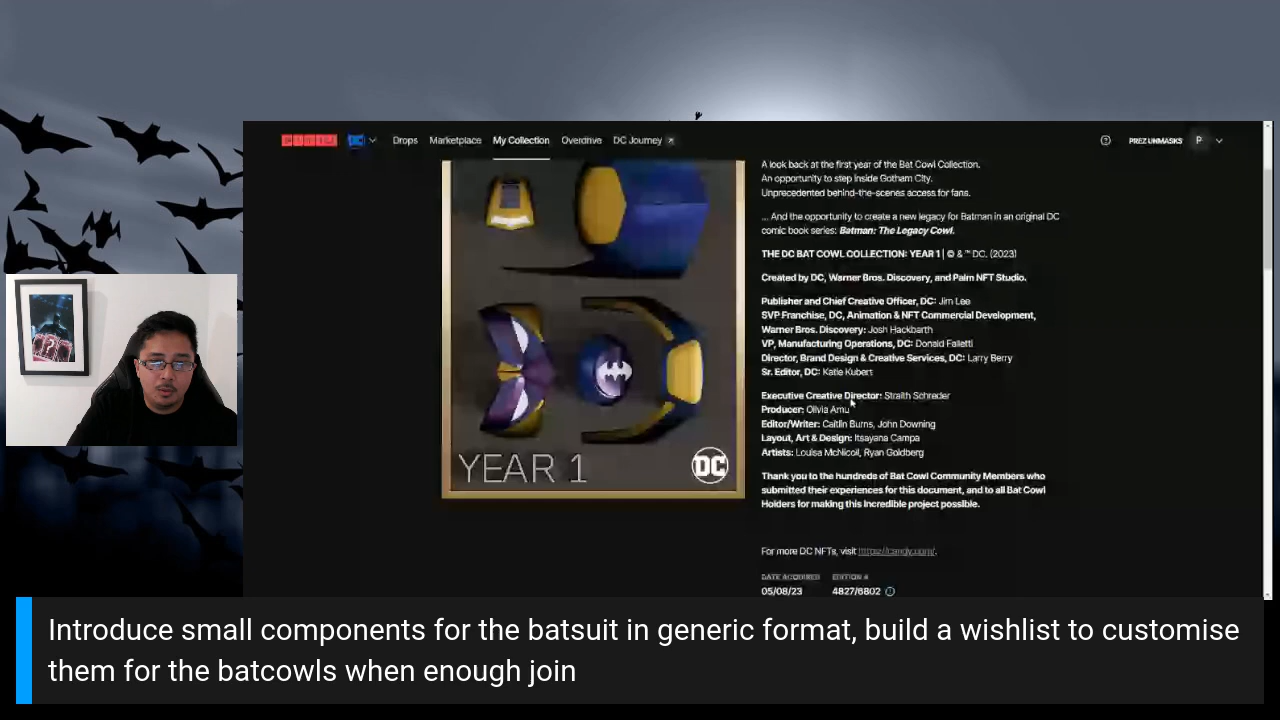 DC
Drops
Marketplace
My Collection
Overdrive
DC Journey
PREZ UNMASKS
P
A look back at the first year of the Bat Cowl Collection.
An opportunity to step inside Gotham City.
Unprecedented behind-the-scenes access for fans.
... And the opportunity to create a new legacy for Batman in an original DC
comic book series: Batman: The Legacy Cowl.
THE DC BAT COWL COLLECTION: YEAR 1 | © & ™ DC. (2023)
Created by DC, Warner Bros. Discovery, and Palm NFT Studio.
Publisher and Chief Creative Officer, DC: Jim Lee
SVP Franchise, DC, Animation & NFT Commercial Development,
Warner Bros. Discovery: Josh Hackbarth
VP, Manufacturing Operations, DC: Donald Falletti
Director, Brand Design & Creative Services, DC: Larry Berry
Sr. Editor, DC: Katie Kubert
Executive Creative Director: Straith Schreder
Producer: Olivia Amu
Editor/Writer: Caitlin Burns, John Downing
Layout, Art & Design: Itsayana Campa
Artists: Louisa McNicoll, Ryan Goldberg
Thank you to the hundreds of Bat Cowl Community Members who
submitted their experiences for this document, and to all Bat Cowl
Holders for making this incredible project possible.
For more DC NFTs, visit https://candy.com/.
DATE ACQUIRED
EDITION #
05/08/23
4827/6802
YEAR 1
DC
Introduce small components for the batsuit in generic format, build a wishlist to customise
them for the batcowls when enough join